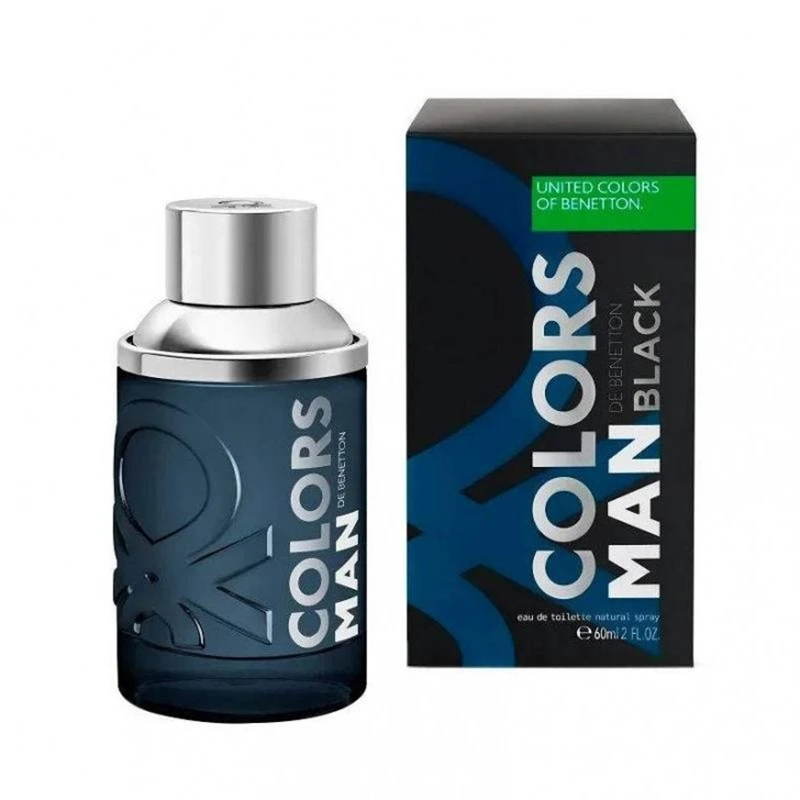 COLORS
MAN DE BENETTON
UNITED COLORS
OF BENETTON.
COLORS
DE BENETTON
MAN BLACK
eau de toilette natural spray
℮ 60ml 2 FL OZ.